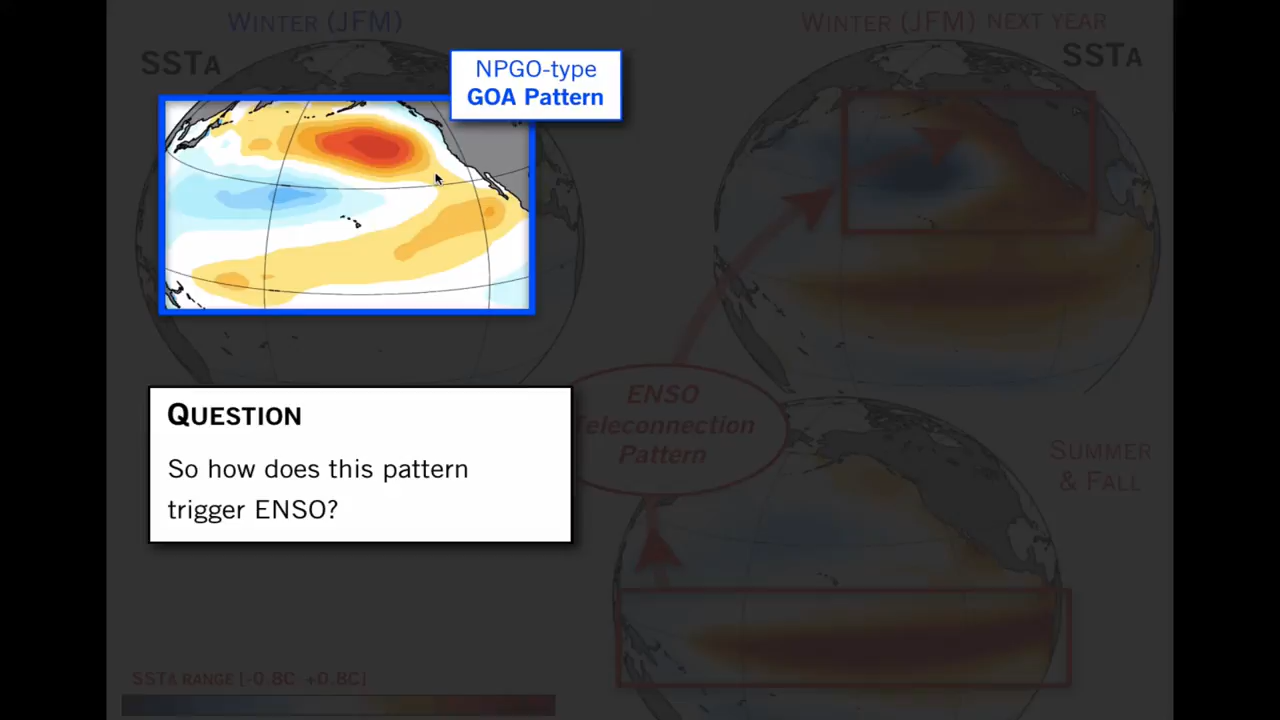 WINTER (JFM)
SSTA
NPGO-type
GOA Pattern
WINTER (JFM) NEXT YEAR
SSTA
QUESTION
So how does this pattern
trigger ENSO?
ENSO
Teleconnection
Pattern
SUMMER
& FALL
SSTA RANGE [-0.8C +0.8C]